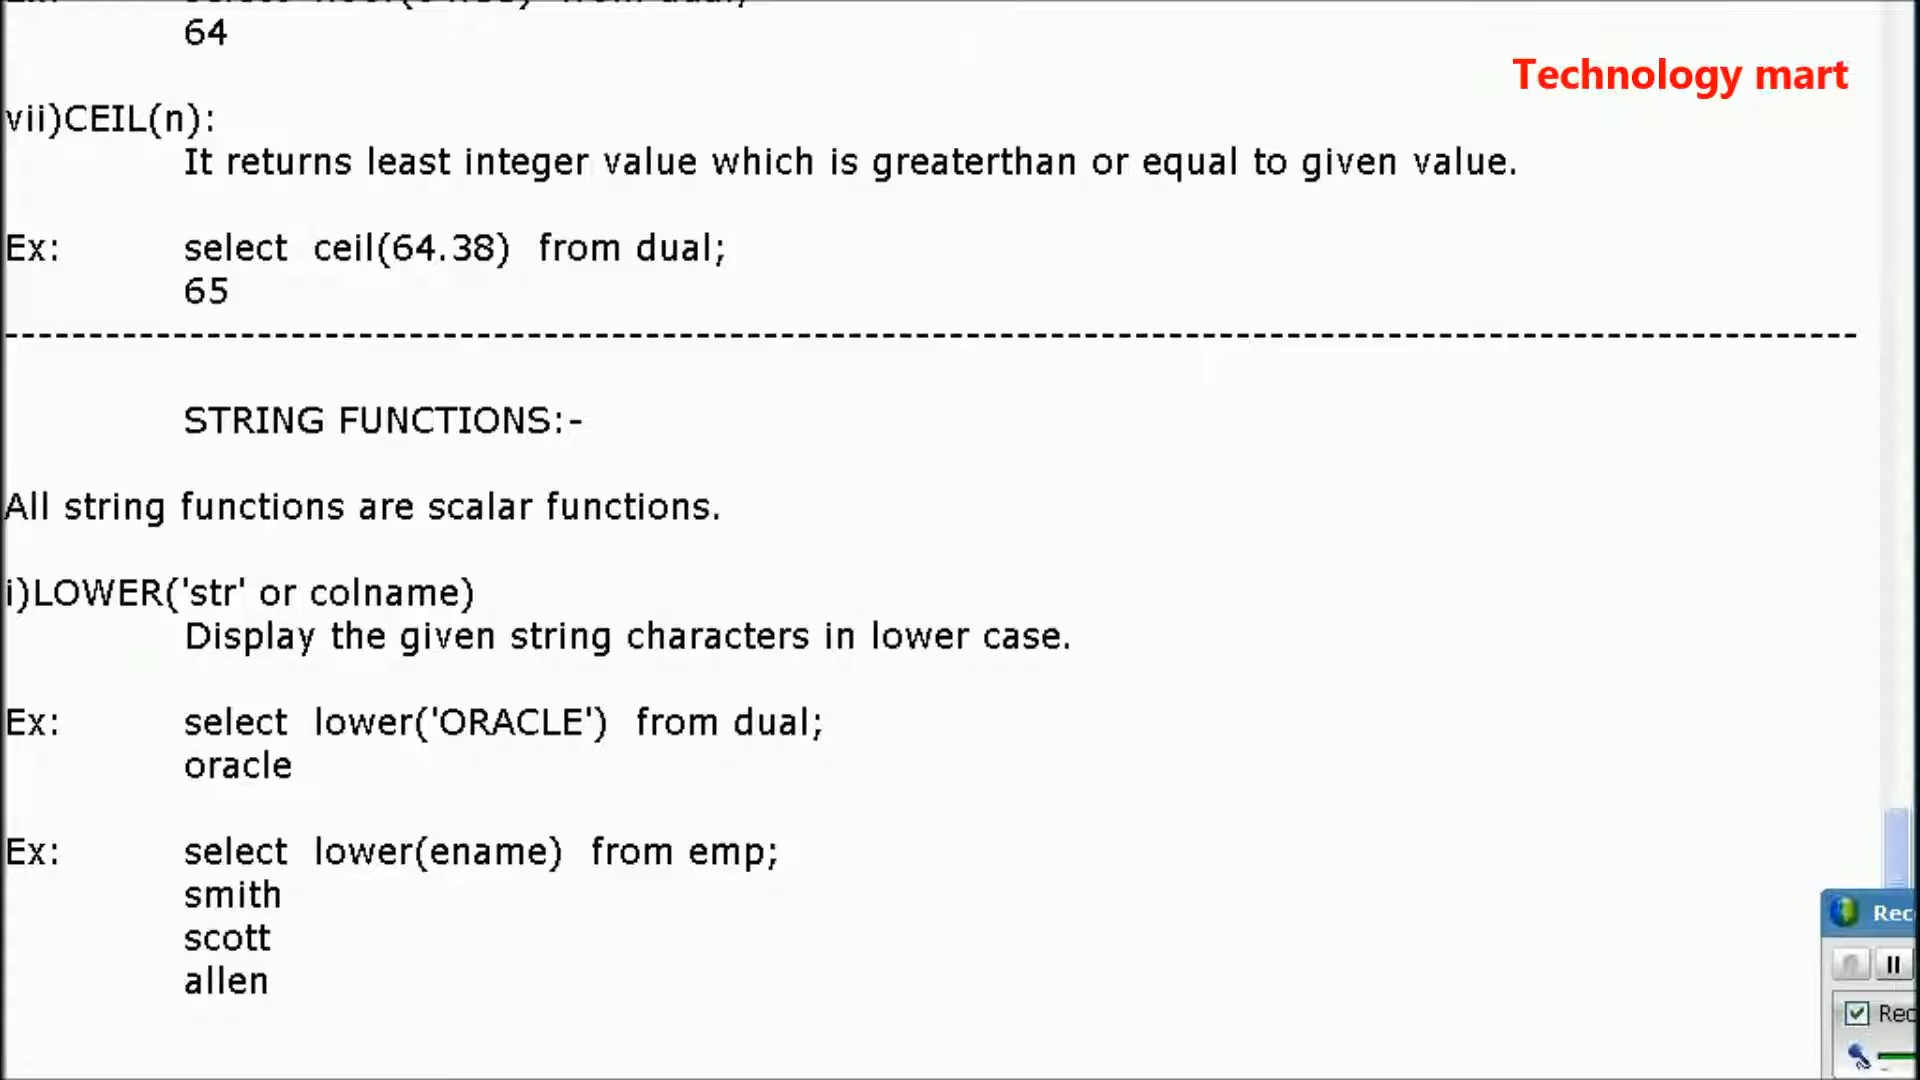 64
Technology mart
vii)CEIL(n):
It returns least integer value which is greaterthan or equal to given value.
Ex: select ceil(64.38) from dual;
65
--------------------------------------------------------------------------------------------------------------
STRING FUNCTIONS:-
All string functions are scalar functions.
i)LOWER('str' or colname)
Display the given string characters in lower case.
Ex: select lower('ORACLE') from dual;
oracle
Ex: select lower(ename) from emp;
smith
scott
allen
Rec
Rec